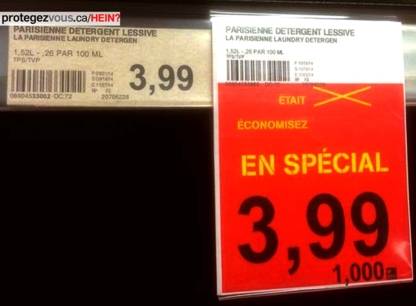 protegezvous.ca/HEIN?
PARISIENNE DETERGENT LESSIVE
LA PARISIENNE LAUNDRY DETERGEN
1,52L - ,26 PAR 100 ML
TPS/TVP
3,99
PARISIENNE DETERGENT LESSIVE
LA PARISIENNE LAUNDRY DETERGEN
1,52L - ,26 PAR 100 ML
TPS/TVP
ÉTAIT
ÉCONOMISEZ
EN SPÉCIAL
3,99
1,000